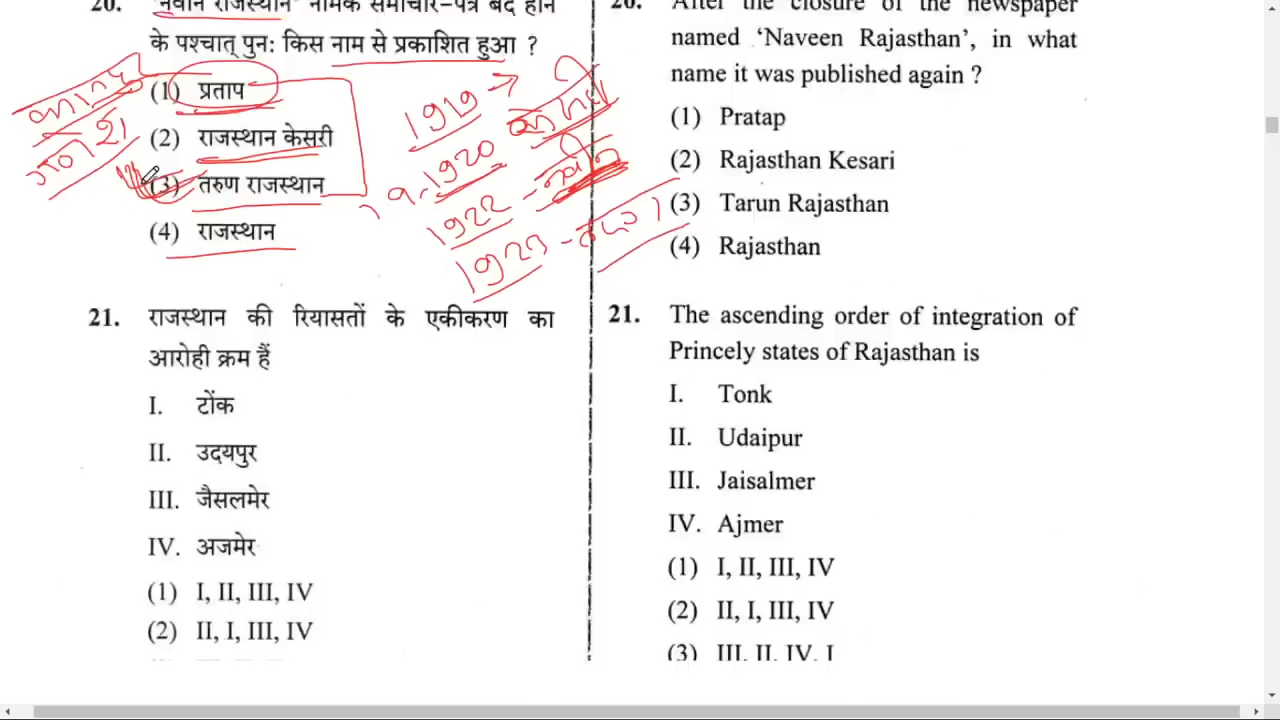 20. 'नवीन राजस्थान' नामक समाचार-पत्र बंद होने
के पश्चात् पुन: किस नाम से प्रकाशित हुआ ?
(1) प्रताप
(2) राजस्थान केसरी
(3) तरुण राजस्थान
(4) राजस्थान
1919
1920
1922 -
1923 -
21. राजस्थान की रियासतों के एकीकरण का
आरोही क्रम हैं
I. टोंक
II. उदयपुर
III. जैसलमेर
IV. अजमेर
(1) I, II, III, IV
(2) II, I, III, IV
20. After the closure of the newspaper
named 'Naveen Rajasthan', in what
name it was published again ?
(1) Pratap
(2) Rajasthan Kesari
(3) Tarun Rajasthan
(4) Rajasthan
21. The ascending order of integration of
Princely states of Rajasthan is
I. Tonk
II. Udaipur
III. Jaisalmer
IV. Ajmer
(1) I, II, III, IV
(2) II, I, III, IV
(3) III, II, IV, I